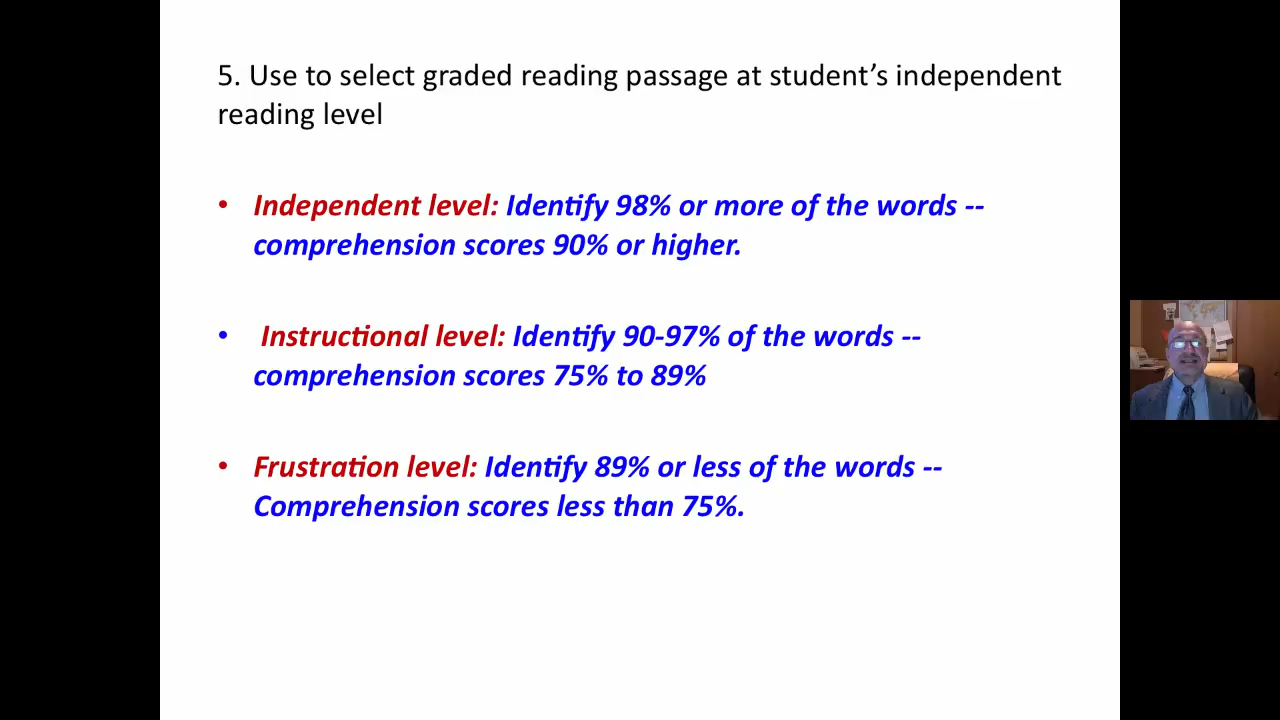 5. Use to select graded reading passage at student’s independent
reading level
• Independent level: Identify 98% or more of the words --
comprehension scores 90% or higher.
• Instructional level: Identify 90-97% of the words --
comprehension scores 75% to 89%
• Frustration level: Identify 89% or less of the words --
Comprehension scores less than 75%.